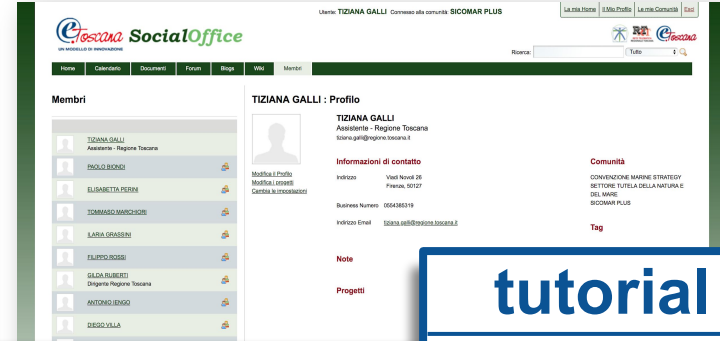 Utente: TIZIANA GALLI Connesso alla comunità: SICOMAR PLUS
La mia Home Il Mio Profilo Le mie Comunità Esci
eToscana SocialOffice
UN MODELLO DI INNOVAZIONE
eToscana
Ricerca: Tutto
Home Calendario Documenti Forum Blogs Wiki Membri
Membri
TIZIANA GALLI
Assistente - Regione Toscana
PAOLO BIONDI
ELISABETTA PERINI
TOMMASO MARCHIORI
ILARIA GRASSINI
FILIPPO ROSSI
GILDA RUBERTI
Dirigente Regione Toscana
ANTONIO IENGO
DIEGO VILLA
TIZIANA GALLI : Profilo
Modifica il Profilo
Modifica i progetti
Cambia le impostazioni
TIZIANA GALLI
Assistente - Regione Toscana
tiziana.galli@regione.toscana.it
Informazioni di contatto
Indirizzo Viadi Novoli 26
Firenze, 50127
Business Numero 0554385319
Indirizzo Email tiziana.galli@regione.toscana.it
Note
Progetti
Comunità
CONVENZIONE MARINE STRATEGY
SETTORE TUTELA DELLA NATURA E
DEL MARE
SICOMAR PLUS
Tag
tutorial